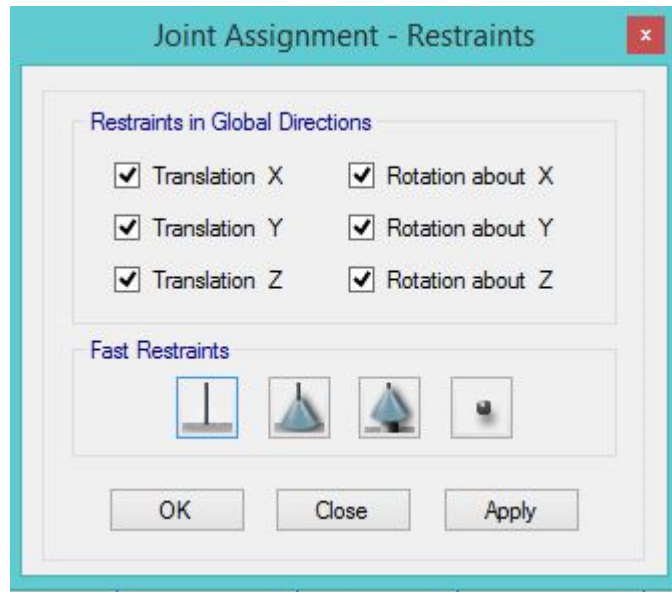 Joint Assignment - Restraints
x
Restraints in Global Directions
Translation X
Rotation about X
Translation Y
Rotation about Y
Translation Z
Rotation about Z
Fast Restraints
OK
Close
Apply